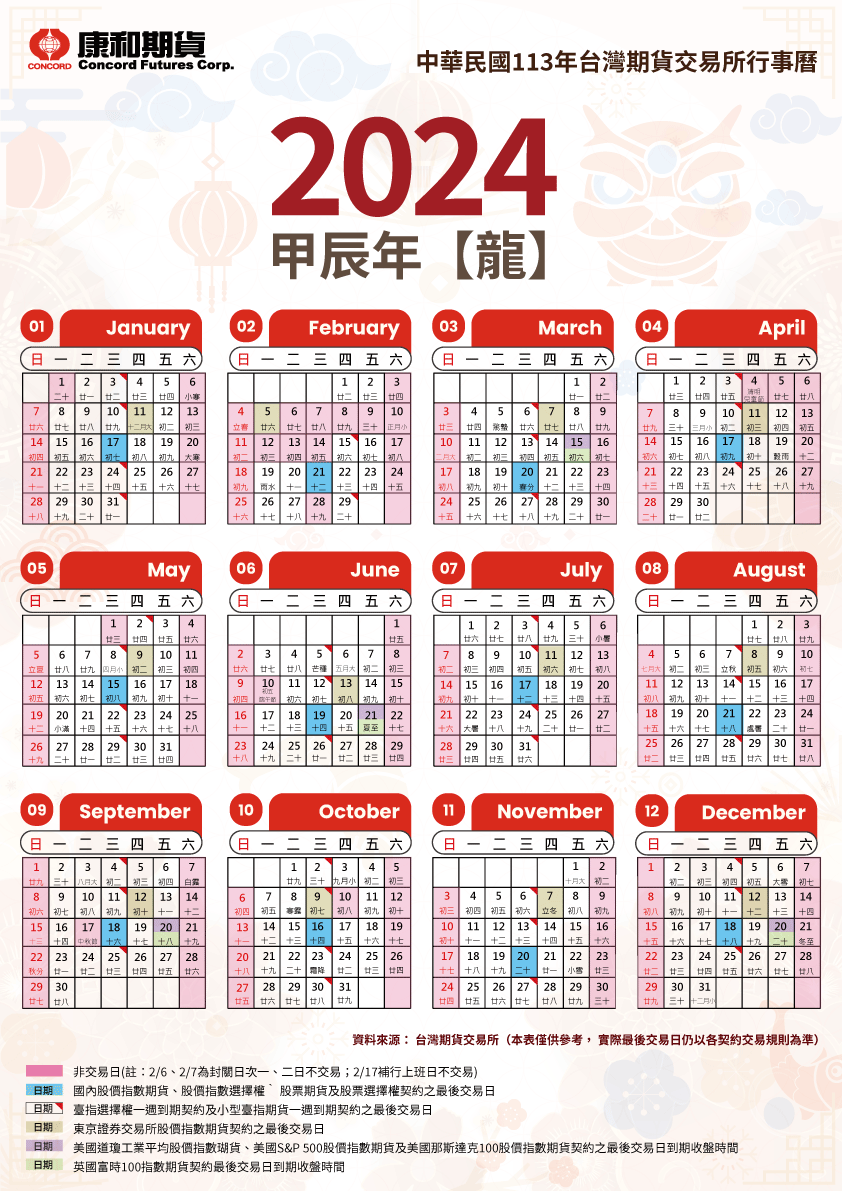 CONCORD
康和期貨
Concord Futures Corp.
中華民國113年台灣期貨交易所行事曆
2024
甲辰年【龍】
01 January
日 一 二 三 四 五 六
1 2 3 4 5 6
二十 廿一 廿二 廿三 廿四 小寒
7 8 9 10 11 12 13
廿六 廿七 廿八 廿九 十二月大 初二 初三
14 15 16 17 18 19 20
初四 初五 初六 初七 初八 初九 大寒
21 22 23 24 25 26 27
十一 十二 十三 十四 十五 十六 十七
28 29 30 31
十八 十九 二十 廿一
02 February
日 一 二 三 四 五 六
1 2 3
廿二 廿三 廿四
4 5 6 7 8 9 10
立春 廿六 廿七 廿八 廿九 三十 正月小
11 12 13 14 15 16 17
初二 初三 初四 初五 初六 初七 初八
18 19 20 21 22 23 24
初九 雨水 十一 十二 十三 十四 十五
25 26 27 28 29
十六 十七 十八 十九 二十
03 March
日 一 二 三 四 五 六
1 2
廿一 廿二
3 4 5 6 7 8 9
廿三 廿四 驚蟄 廿六 廿七 廿八 廿九
10 11 12 13 14 15 16
二月大 初二 初三 初四 初五 初六 初七
17 18 19 20 21 22 23
初八 初九 初十 春分 十二 十三 十四
24 25 26 27 28 29 30
十五 十六 十七 十八 十九 二十 廿一
04 April
日 一 二 三 四 五 六
1 2 3 4 5 6
廿三 廿四 廿五 清明 兒童節 廿七 廿八
7 8 9 10 11 12 13
廿九 三十 三月小 初二 初三 初四 初五
14 15 16 17 18 19 20
初六 初七 初八 初九 初十 穀雨 十二
21 22 23 24 25 26 27
十三 十四 十五 十六 十七 十八 十九
28 29 30
二十 廿一 廿二
05 May
日 一 二 三 四 五 六
1 2 3 4
廿三 廿四 廿五 廿六
5 6 7 8 9 10 11
立夏 廿八 廿九 四月小 初二 初三 初四
12 13 14 15 16 17 18
初五 初六 初七 初八 初九 初十 十一
19 20 21 22 23 24 25
十二 小滿 十四 十五 十六 十七 十八
26 27 28 29 30 31
十九 二十 廿一 廿二 廿三 廿四
06 June
日 一 二 三 四 五 六
1
廿五
2 3 4 5 6 7 8
廿六 廿七 廿八 芒種 五月大 初二 初三
9 10 11 12 13 14 15
初四 初五 端午節 初六 初七 初八 初九 初十
16 17 18 19 20 21 22
十一 十二 十三 十四 十五 夏至 十七
23 24 25 26 27 28 29
十八 十九 二十 廿一 廿二 廿三 廿四
07 July
日 一 二 三 四 五 六
1 2 3 4 5 6
廿六 廿七 廿八 廿九 三十 小暑
7 8 9 10 11 12 13
初二 初三 初四 初五 初六 初七 初八
14 15 16 17 18 19 20
初九 初十 十一 十二 十三 十四 十五
21 22 23 24 25 26 27
十六 大暑 十八 十九 二十 廿一 廿二
28 29 30 31
廿三 廿四 廿五 廿六
08 August
日 一 二 三 四 五 六
1 2 3
廿七 廿八 廿九
4 5 6 7 8 9 10
七月大 初二 初三 立秋 初五 初六 初七
11 12 13 14 15 16 17
初八 初九 初十 十一 十二 十三 十四
18 19 20 21 22 23 24
十五 十六 十七 十八 處暑 二十 廿一
25 26 27 28 29 30 31
廿二 廿三 廿四 廿五 廿六 廿七 廿八
09 September
日 一 二 三 四 五 六
1 2 3 4 5 6 7
廿九 三十 八月大 初二 初三 初四 白露
8 9 10 11 12 13 14
初六 初七 初八 初九 初十 十一 十二
15 16 17 18 19 20 21
十三 十四 中秋節 十六 十七 十八 十九
22 23 24 25 26 27 28
秋分 廿一 廿二 廿三 廿四 廿五 廿六
29 30
廿七 廿八
10 October
日 一 二 三 四 五 六
1 2 3 4 5
廿九 三十 九月小 初二 初三
6 7 8 9 10 11 12
初四 初五 寒露 初七 初八 初九 初十
13 14 15 16 17 18 19
十一 十二 十三 十四 十五 十六 十七
20 21 22 23 24 25 26
十八 十九 二十 霜降 廿二 廿三 廿四
27 28 29 30 31
廿五 廿六 廿七 廿八 廿九
11 November
日 一 二 三 四 五 六
1 2
十月大 初二
3 4 5 6 7 8 9
初三 初四 初五 初六 立冬 初八 初九
10 11 12 13 14 15 16
初十 十一 十二 十三 十四 十五 十六
17 18 19 20 21 22 23
十七 十八 十九 二十 廿一 小雪 廿三
24 25 26 27 28 29 30
廿四 廿五 廿六 廿七 廿八 廿九 三十
12 December
日 一 二 三 四 五 六
1 2 3 4 5 6 7
初二 初三 初四 初五 大雪 初七
8 9 10 11 12 13 14
初八 初九 初十 十一 十二 十三 十四
15 16 17 18 19 20 21
十五 十六 十七 十八 十九 二十 冬至
22 23 24 25 26 27 28
廿二 廿三 廿四 廿五 廿六 廿七 廿八
29 30 31
廿九 三十 十二月小
資料來源： 台灣期貨交易所（本表僅供參考， 實際最後交易日仍以各契約交易規則為準）
非交易日(註：2/6、2/7為封關日次一、二日不交易；2/17補行上班日不交易)
日期 國內股價指數期貨、股價指數選擇權` 股票期貨及股票選擇權契約之最後交易日
日期 臺指選擇權一週到期契約及小型臺指期貨一週到期契約之最後交易日
日期 東京證券交易所股價指數期貨契約之最後交易日
日期 美國道瓊工業平均股價指數瑚貨、美國S&P 500股價指數期貨及美國那斯達克100股價指數期貨契約之最後交易日到期收盤時間
日期 英國富時100指數期貨契約最後交易日到期收盤時間